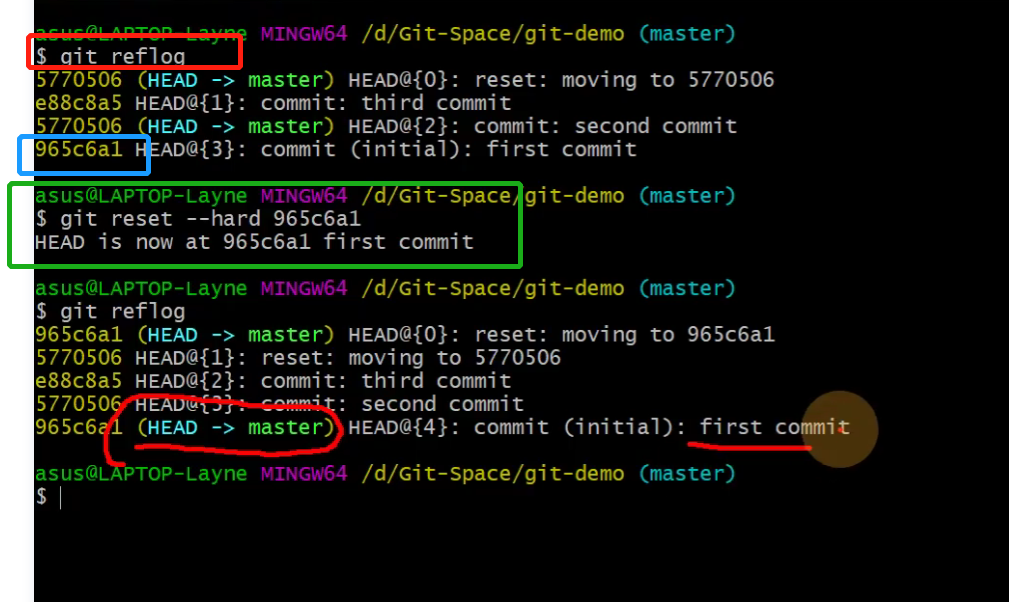 asus@LAPTOP-Layne MINGW64 /d/Git-Space/git-demo (master)
$ git reflog
5770506 (HEAD -> master) HEAD@{0}: reset: moving to 5770506
e88c8a5 HEAD@{1}: commit: third commit
5770506 (HEAD -> master) HEAD@{2}: commit: second commit
965c6a1 HEAD@{3}: commit (initial): first commit
asus@LAPTOP-Layne MINGW64 /d/Git-Space/git-demo (master)
$ git reset --hard 965c6a1
HEAD is now at 965c6a1 first commit
asus@LAPTOP-Layne MINGW64 /d/Git-Space/git-demo (master)
$ git reflog
965c6a1 (HEAD -> master) HEAD@{0}: reset: moving to 965c6a1
5770506 HEAD@{1}: reset: moving to 5770506
e88c8a5 HEAD@{2}: commit: third commit
5770506 HEAD@{3}: commit: second commit
965c6a1 (HEAD -> master) HEAD@{4}: commit (initial): first commit
asus@LAPTOP-Layne MINGW64 /d/Git-Space/git-demo (master)
$